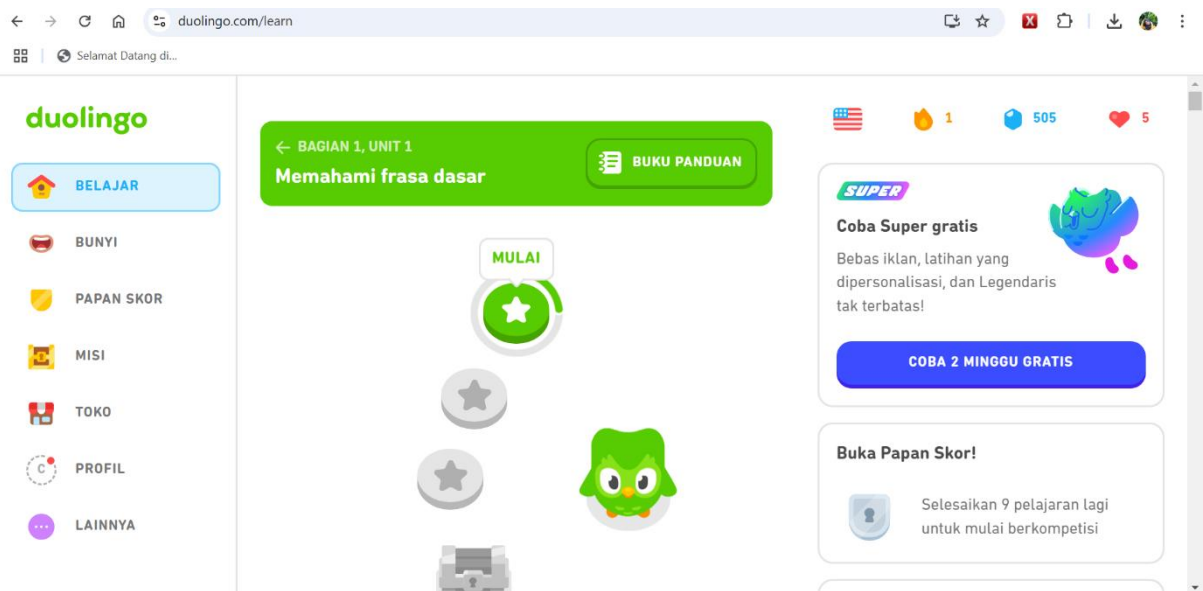 duolingo.com/learn
Selamat Datang di...
duolingo
BELAJAR
BUNYI
PAPAN SKOR
MISI
TOKO
C
PROFIL
LAINNYA
← BAGIAN 1, UNIT 1
Memahami frasa dasar
BUKU PANDUAN
MULAI
1
505
5
SUPER
Coba Super gratis
Bebas iklan, latihan yang
dipersonalisasi, dan Legendaris
tak terbatas!
COBA 2 MINGGU GRATIS
Buka Papan Skor!
Selesaikan 9 pelajaran lagi
untuk mulai berkompetisi